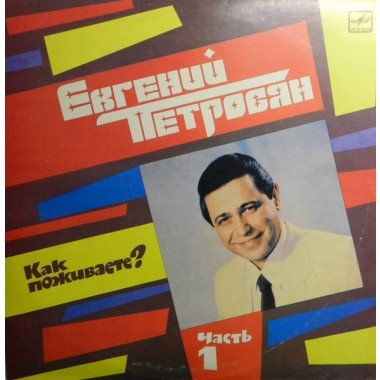 Евгений
Петросян
Как
поживаете?
Часть
1